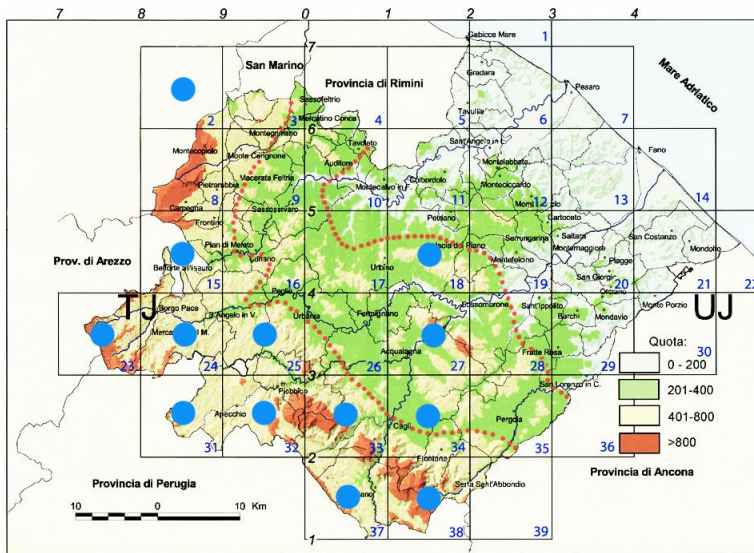 7 8 9 0 1 2 3 4
7
San Marino
Provincia di Rimini
Gabicce Mare
1
Gradara
Pesaro
Mare Adriatico
Sassofeltrio
Mercatino Conca
Tavullia
2 3 4 5 6 7
6
Montegrimano
Tavoleto
Sant'Angelo in L.
Fano
Montecopiolo
Monte Cerignone
Auditore
Montelabbate
Pietrarubbia
Macerata Feltria
Montecalvo in F.
Colbordolo
Monteciccardo
Carpegna
Sassocorvaro
Petriano
Cartoceto
8 9 10 11 12 13 14
5
Frontino
Serrungarina
Saltara
San Costanzo
Mondolfo
Pian di Meleto
Montemaggiore
Prov. di Arezzo
Belforte all'Isauro
Urbino
Montefelcino
Piagge
San Giorgio
Orciano
15 16 17 18 19 20 21 22
4
Peglio
TJ
UJ
Borgo Pace
S.Angelo in V.
Urbania
Fermignano
Fossombrone
Sant'Ippolito
Barchi
Mondavio
Monte Porzio
Acqualagna
Fratte Rosa
Quota:
0 - 200
23 24 25 26 27 28 29 30
3
San Lorenzo in C.
201-400
Piobbico
Apecchio
Pergola
401-800
Cagli
>800
31 32 33 34 35 36
2
Frontone
Provincia di Perugia
Serra Sant'Abbondio
Provincia di Ancona
10 0 10 Km
37 38 39
1